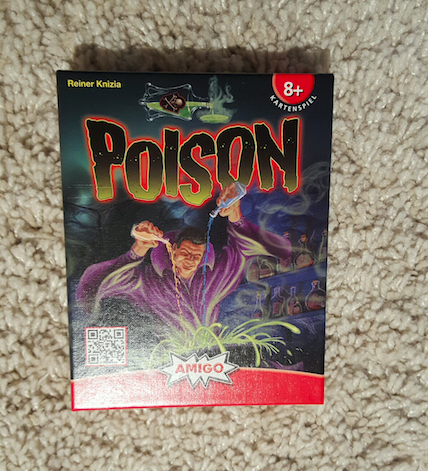 Reiner Knizia
8+
KARTENSPIEL
POISON
AMIGO